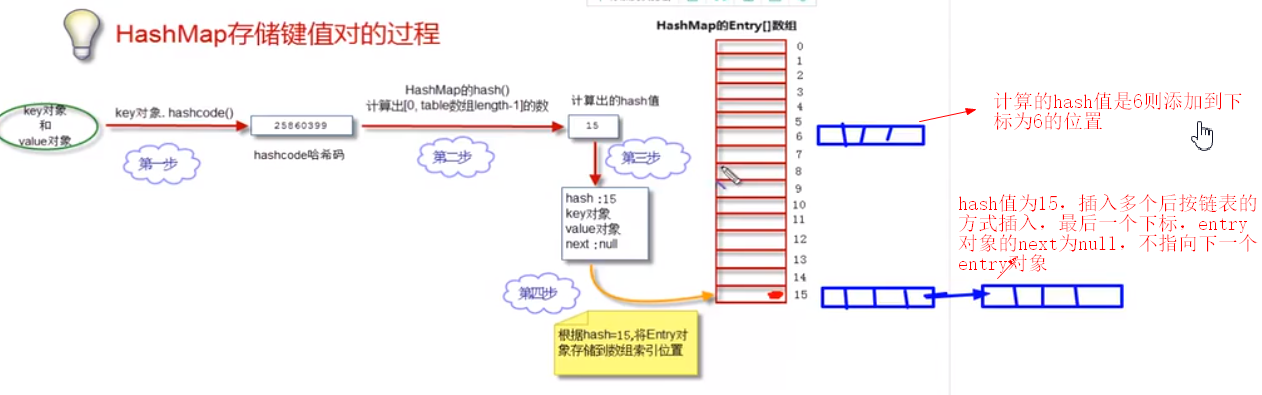 HashMap存储键值对的过程
HashMap的Entry[]数组
key对象
和
value对象
key对象. hashcode()
第一步
25860399
hashcode哈希码
HashMap的hash()
计算出[0, table数组length-1]的数
第二步
计算出的hash值
15
第三步
hash :15
key对象
value对象
next :null
第四步
根据hash=15,将Entry对
象存储到数组索引位置
0
1
2
3
4
5
6
7
8
9
10
11
12
13
14
15
计算的hash值是6则添加到下
标为6的位置
hash值为15, 插入多个后按链表的
方式插入, 最后一个下标, entry
对象的next为null, 不指向下一个
entry对象